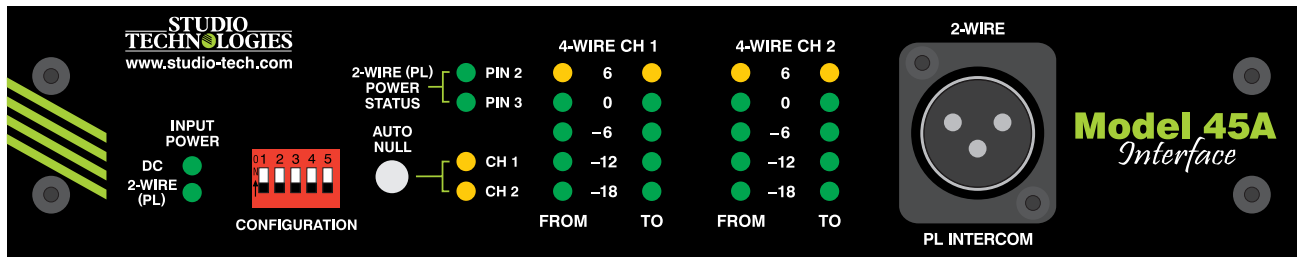 STUDIO
TECHNOLOGIES
www.studio-tech.com
INPUT
POWER
DC
2-WIRE
(PL)
ON
1 2 3 4 5
CONFIGURATION
2-WIRE (PL)
POWER
STATUS
PIN 2
PIN 3
AUTO
NULL
CH 1
CH 2
4-WIRE CH 1
6
0
–6
–12
–18
FROM TO
4-WIRE CH 2
6
0
–6
–12
–18
FROM TO
2-WIRE
PL INTERCOM
Model 45A
Interface